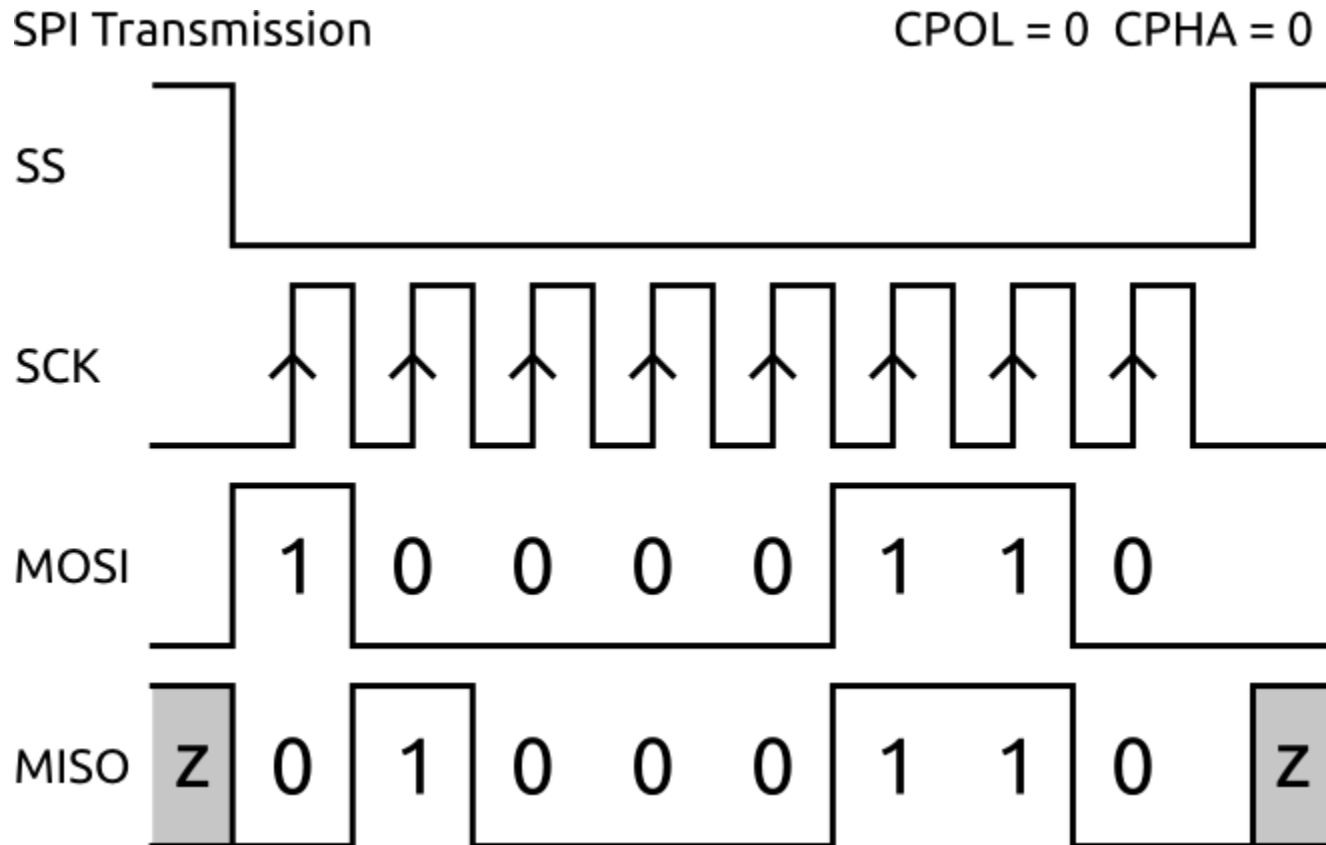 SPI Transmission CPOL = 0 CPHA = 0
SS
SCK
MOSI 1 0 0 0 0 1 1 0
MISO Z 0 1 0 0 0 1 1 0 Z